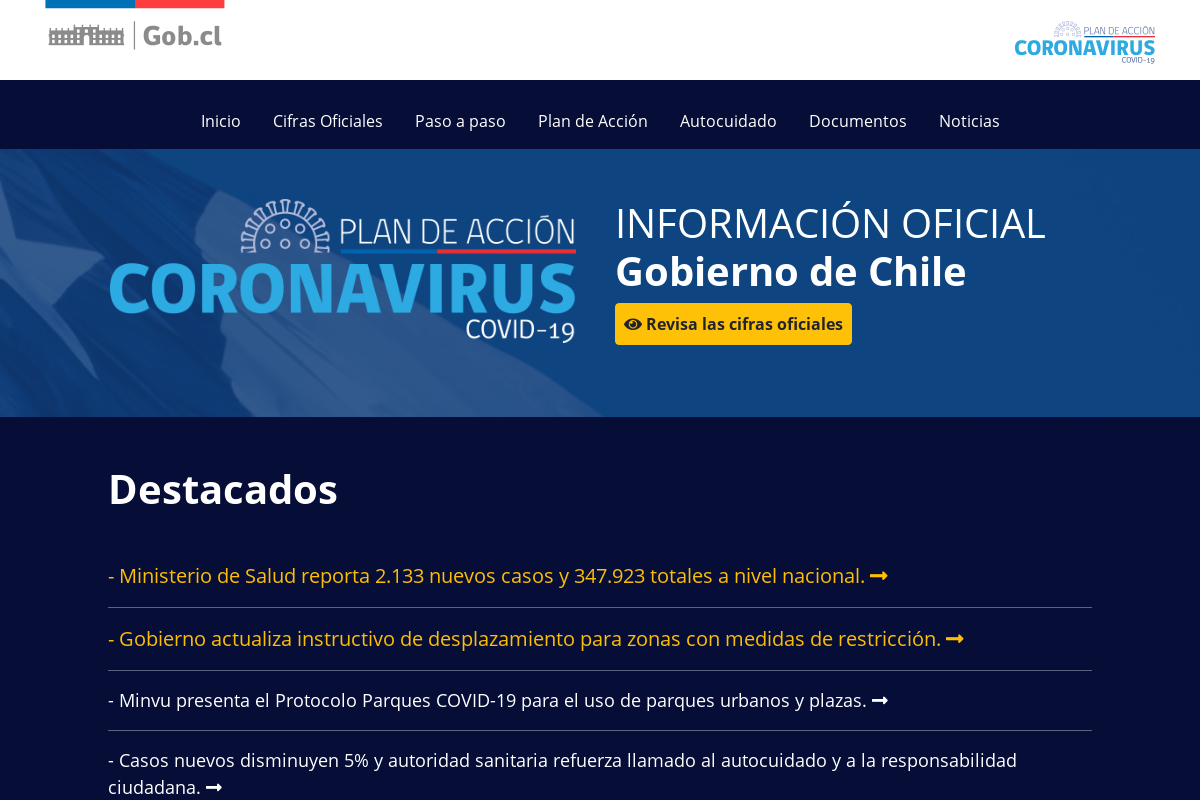 Gob.cl
PLAN DE ACCIÓN
CORONAVIRUS
COVID-19
Inicio Cifras Oficiales Paso a paso Plan de Acción Autocuidado Documentos Noticias
PLAN DE ACCIÓN
CORONAVIRUS
COVID-19
INFORMACIÓN OFICIAL
Gobierno de Chile
Revisa las cifras oficiales
Destacados
- Ministerio de Salud reporta 2.133 nuevos casos y 347.923 totales a nivel nacional.
- Gobierno actualiza instructivo de desplazamiento para zonas con medidas de restricción.
- Minvu presenta el Protocolo Parques COVID-19 para el uso de parques urbanos y plazas.
- Casos nuevos disminuyen 5% y autoridad sanitaria refuerza llamado al autocuidado y a la responsabilidad
ciudadana.